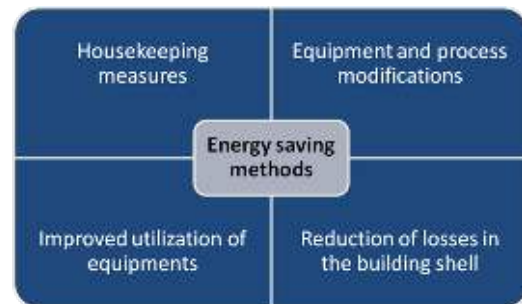 Housekeeping
measures
Equipment and process
modifications
Energy saving
methods
Improved utilization of
equipments
Reduction of losses in
the building shell